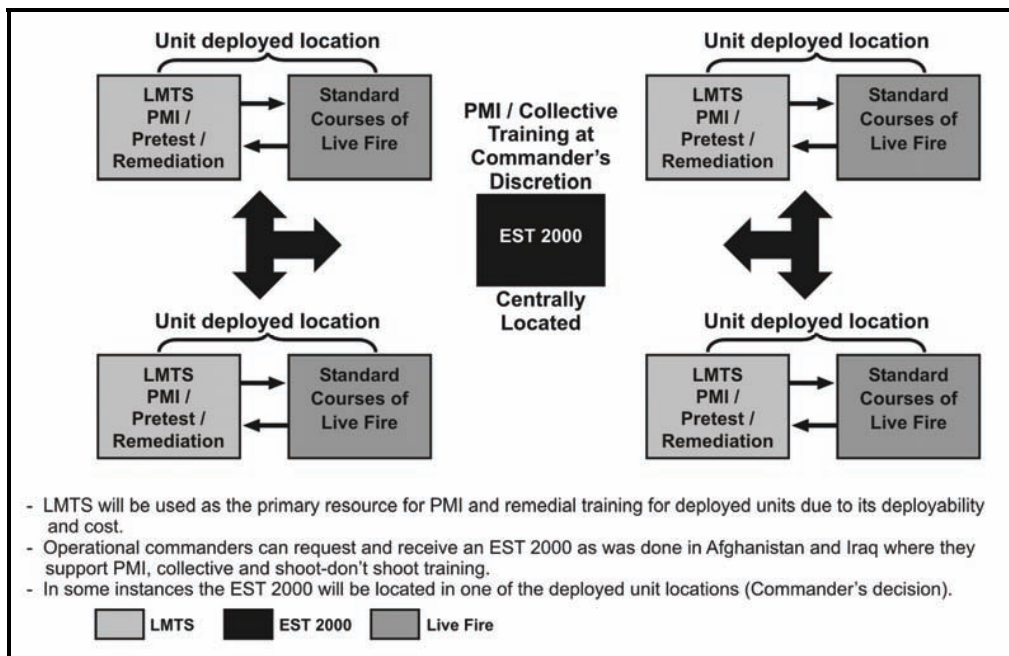 Unit deployed location
LMTS
PMI /
Pretest /
Remediation
Standard
Courses of
Live Fire
PMI / Collective
Training at
Commander's
Discretion
EST 2000
Centrally
Located
Unit deployed location
LMTS
PMI /
Pretest /
Remediation
Standard
Courses of
Live Fire
Unit deployed location
LMTS
PMI /
Pretest /
Remediation
Standard
Courses of
Live Fire
Unit deployed location
LMTS
PMI /
Pretest /
Remediation
Standard
Courses of
Live Fire
- LMTS will be used as the primary resource for PMI and remedial training for deployed units due to its deployability
and cost.
- Operational commanders can request and receive an EST 2000 as was done in Afghanistan and Iraq where they
support PMI, collective and shoot-don't shoot training.
- In some instances the EST 2000 will be located in one of the deployed unit locations (Commander's decision).
LMTS EST 2000 Live Fire